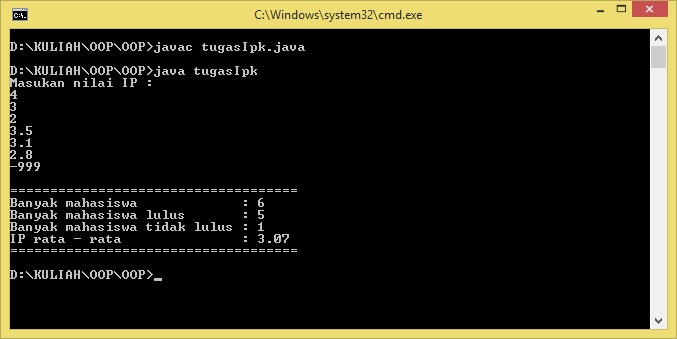 C:\Windows\system32\cmd.exe
D:\KULIAH\OOP\OOP>javac tugasIpk.java
D:\KULIAH\OOP\OOP>java tugasIpk
Masukan nilai IP :
4
3
2
3.5
3.1
2.8
-999
====================================
Banyak mahasiswa             : 6
Banyak mahasiswa lulus       : 5
Banyak mahasiswa tidak lulus : 1
IP rata - rata               : 3.07
====================================
D:\KULIAH\OOP\OOP>_